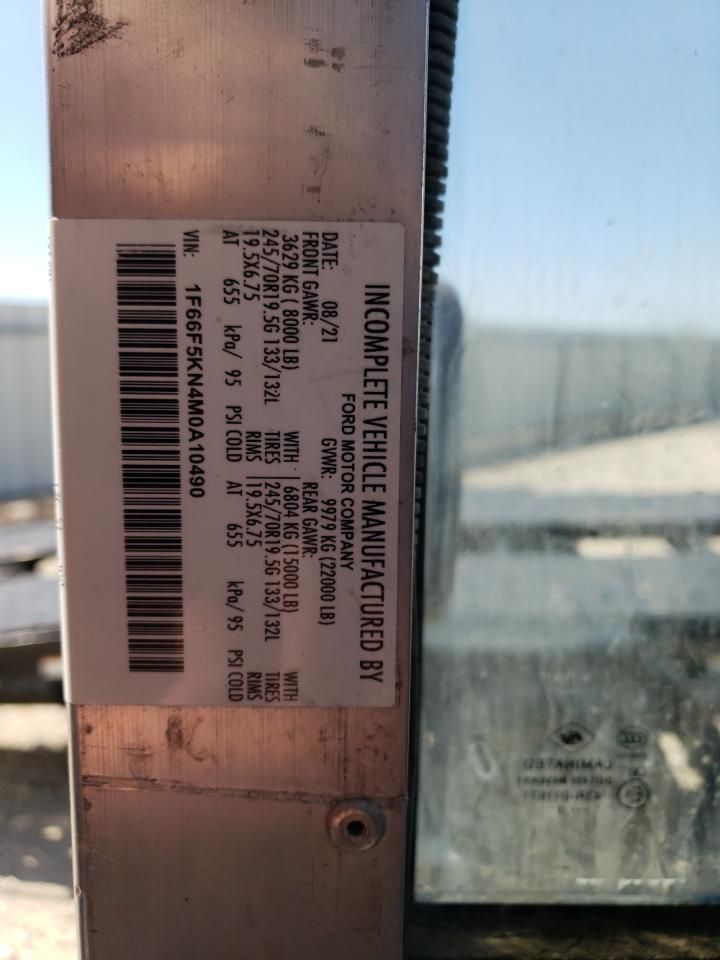 INCOMPLETE VEHICLE MANUFACTURED BY
FORD MOTOR COMPANY
DATE: 08/21 GVWR: 9979 KG (22000 LB)
FRONT GAWR: REAR GAWR:
3629 KG ( 8000 LB) WITH 6804 KG (15000 LB) WITH
245/70R19.5G 133/132L TIRES 245/70R19.5G 133/132L TIRES
19.5X6.75 RIMS 19.5X6.75 RIMS
AT 655 kPa/ 95 PSI COLD AT 655 kPa/ 95 PSI COLD
VIN: 1F66F5KN4M0A10490
LAMINATED